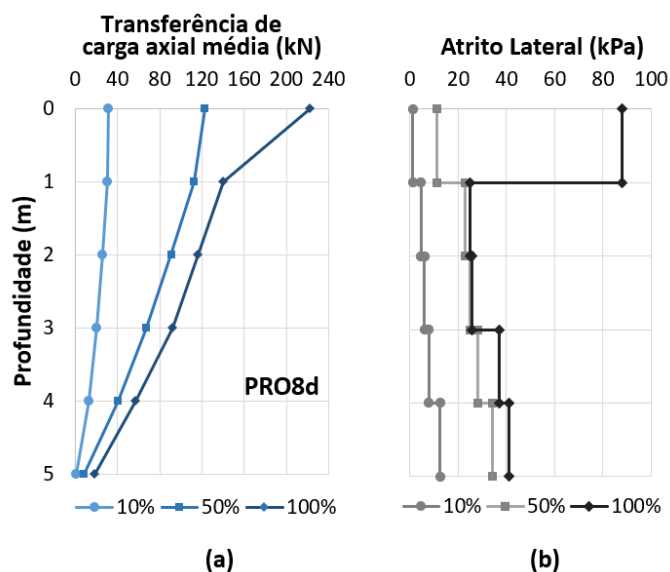 Transferência de
carga axial média (kN)
0 40 80 120 160 200 240
Profundidade (m)
0
1
2
3
4
5
PRO8d
10% 50% 100%
(a)
Atrito Lateral (kPa)
0 20 40 60 80 100
10% 50% 100%
(b)